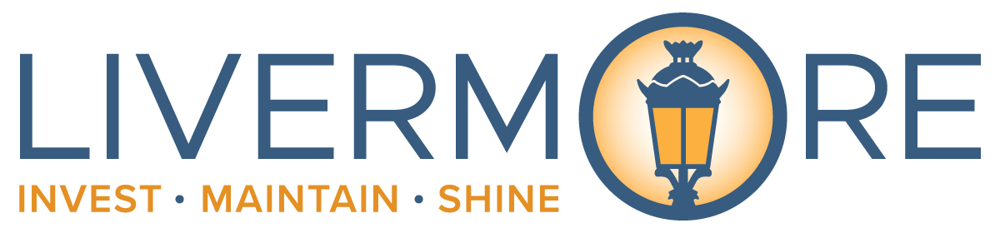 LIVERMORE
INVEST • MAINTAIN • SHINE